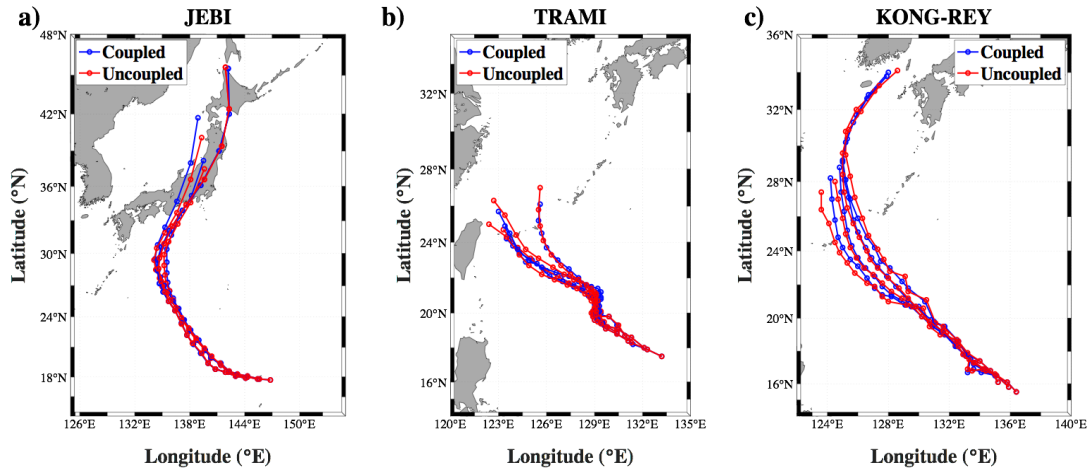 a) JEBI
48°N
42°N
36°N
30°N
24°N
18°N
Latitude (°N)
Coupled
Uncoupled
126°E 132°E 138°E 144°E 150°E
Longitude (°E)
b) TRAMI
32°N
28°N
24°N
20°N
16°N
Latitude (°N)
Coupled
Uncoupled
120°E 123°E 126°E 129°E 132°E 135°E
Longitude (°E)
c) KONG-REY
36°N
32°N
28°N
24°N
20°N
16°N
Latitude (°N)
Coupled
Uncoupled
124°E 128°E 132°E 136°E 140°E
Longitude (°E)